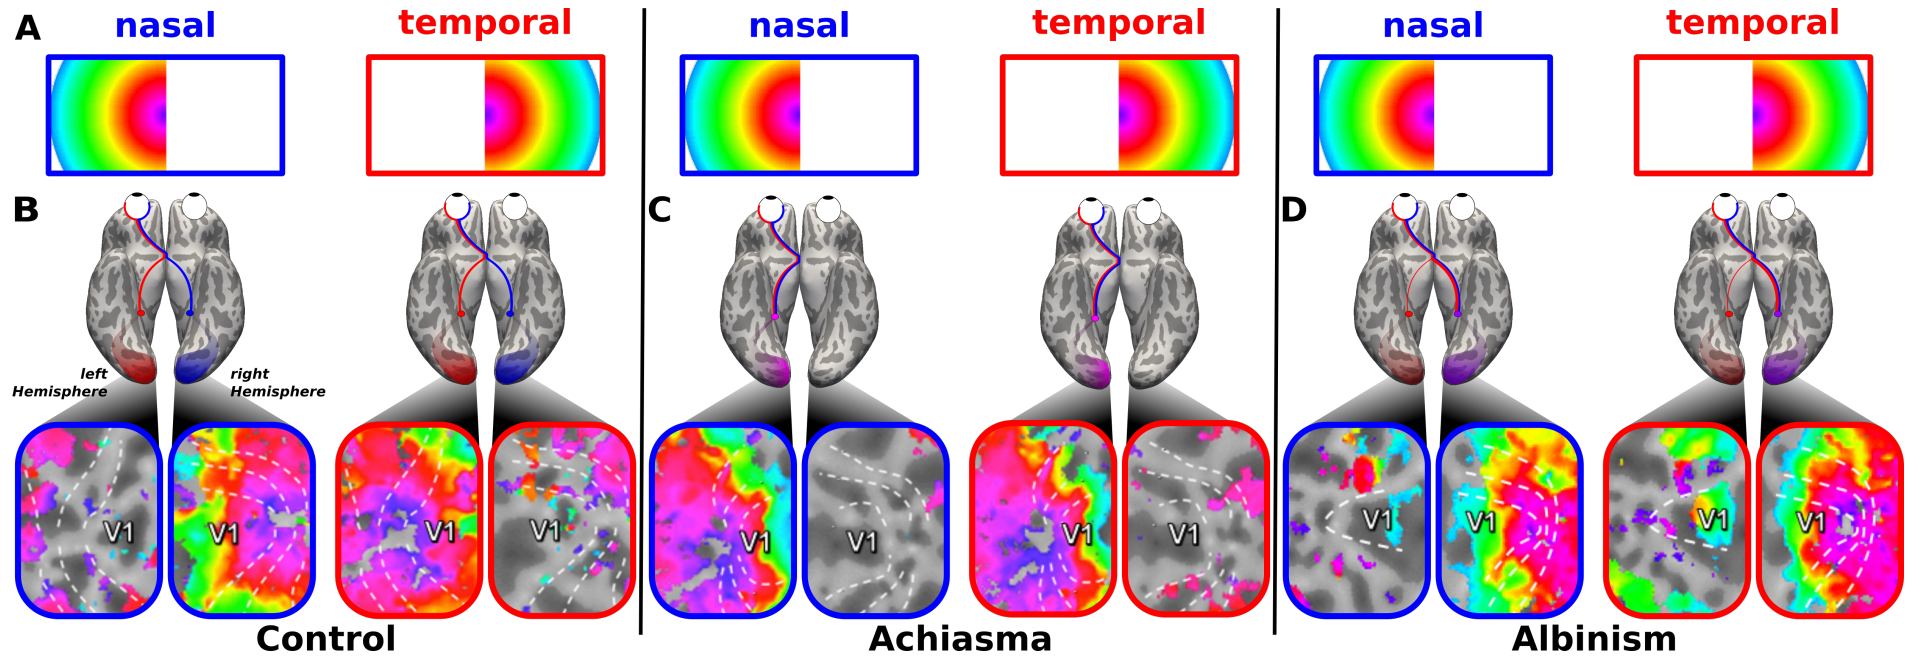 A
nasal
temporal
nasal
temporal
nasal
temporal
B
C
D
left
Hemisphere
right
Hemisphere
V1
V1
V1
V1
V1
V1
V1
V1
V1
V1
V1
V1
Control
Achiasma
Albinism